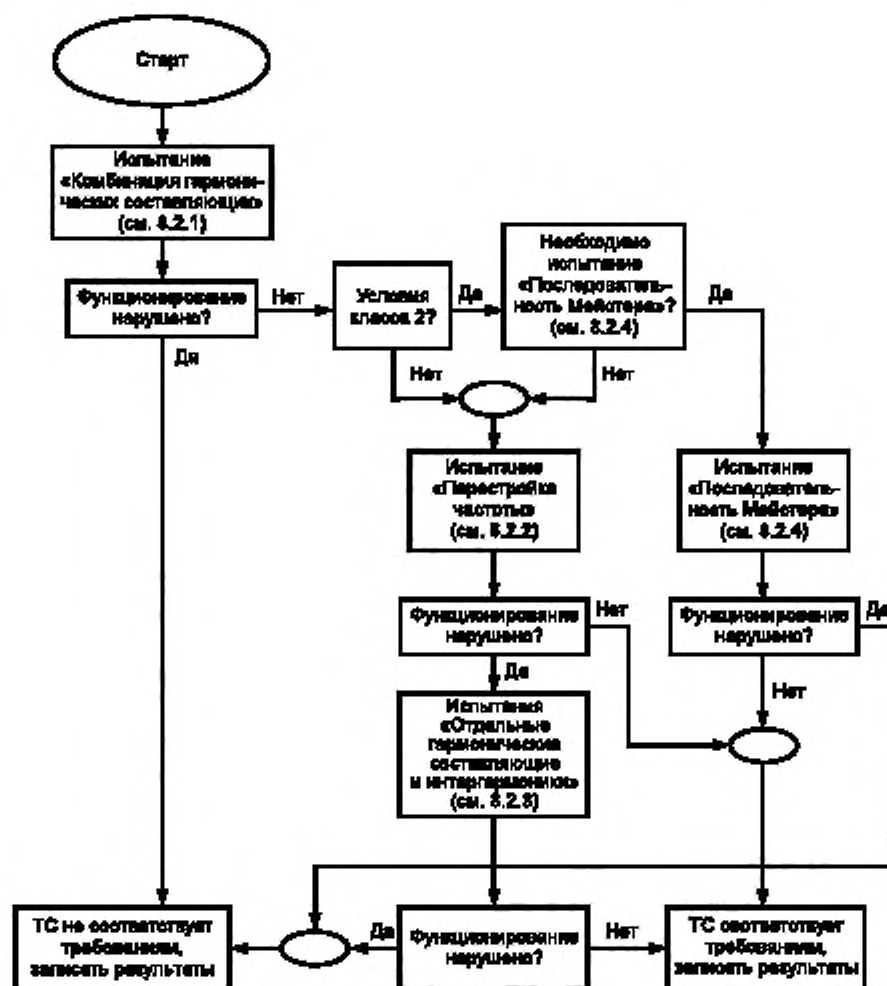 Старт
Испытание
«Комбинация гармони-
ческих составляющих»
(см. 8.2.1)
Функционирование
нарушено?
Нет
Условия
класса 2?
Да
Необходимо
испытание
«Последователь-
ность Мейстера»?
(см. 8.2.4)
Да
Да
Нет
Нет
Испытание
«Перестройка
частоты»
(см. 8.2.2)
Испытание
«Последователь-
ность Мейстера»
(см. 8.2.4)
Функционирование
нарушено?
Нет
Функционирование
нарушено?
Да
Да
Нет
Испытания
«Отдельные
гармонические
составляющие
и интергармоники»
(см. 8.2.3)
ТС не соответствует
требованиям,
записать результаты
Да
Функционирование
нарушено?
Нет
ТС соответствует
требованиям,
записать результаты